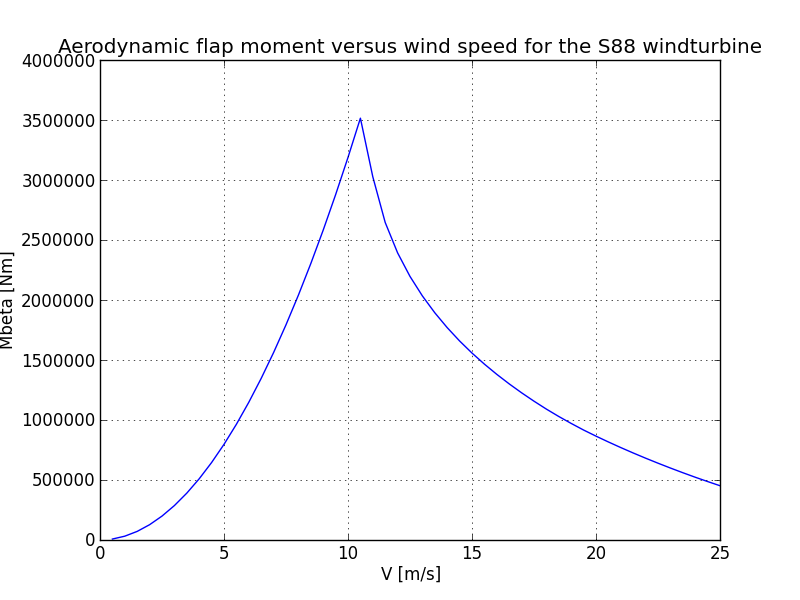 Aerodynamic flap moment versus wind speed for the S88 windturbine
4000000
3500000
3000000
2500000
2000000
1500000
1000000
500000
0
Mbeta [Nm]
0 5 10 15 20 25
V [m/s]